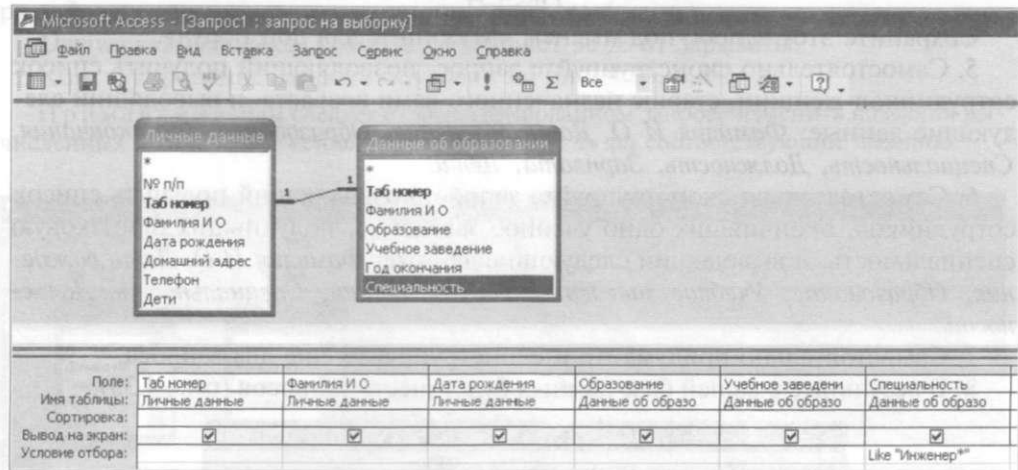 Microsoft Access - [Запрос1 : запрос на выборку]
Файл Правка Вид Вставка Запрос Сервис Окно Справка
Σ Все
Личные данные
*
№ п/п
Таб номер
Фамилия И О
Дата рождения
Домашний адрес
Телефон
Дети
1 1
Данные об образовании
*
Таб номер
Фамилия И О
Образование
Учебное заведение
Год окончания
Специальность
Поле: Таб номер Фамилия И О Дата рождения Образование Учебное заведени Специальность
Имя таблицы: Личные данные Личные данные Личные данные Данные об образо Данные об образо Данные об образо
Сортировка:
Вывод на экран:
Условие отбора: Like "Инженер*"